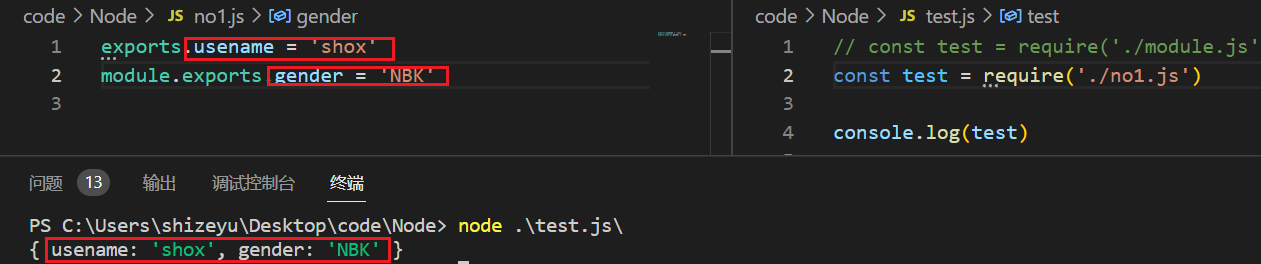 code > Node > JS no1.js > gender
1 exports.usename = 'shox'
2 module.exports.gender = 'NBK'
3
code > Node > JS test.js > test
1 // const test = require('./module.js'
2 const test = require('./no1.js')
3
4 console.log(test)
问题 13 输出 调试控制台 终端
PS C:\Users\shizeyu\Desktop\code\Node> node .\test.js\
{ usename: 'shox', gender: 'NBK' }